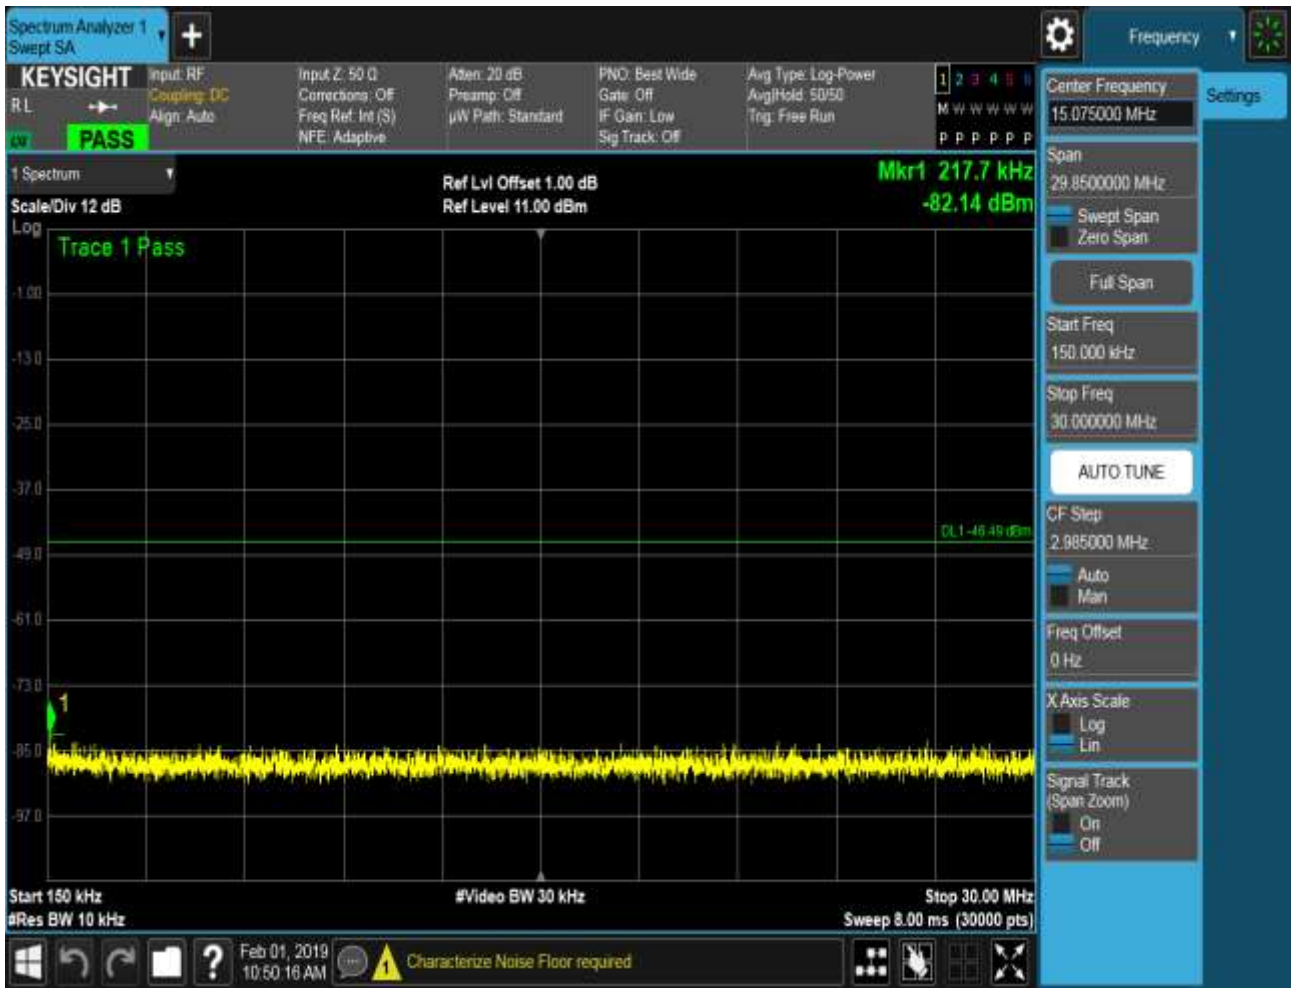 Spectrum Analyzer 1
Swept SA
+
Frequency
KEYSIGHT
R L
PASS
Input: RF
Coupling: DC
Align: Auto
Input Z: 50 Ω
Corrections: Off
Freq Ref: Int (S)
NFE: Adaptive
Atten: 20 dB
Preamp: Off
µW Path: Standard
PNO: Best Wide
Gate: Off
IF Gain: Low
Sig Track: Off
Avg Type: Log-Power
Avg|Hold: 50/50
Trig: Free Run
1 2 3 4 5 6
M W W W W W
P P P P P P
1 Spectrum
Scale/Div 12 dB
Ref Lvl Offset 1.00 dB
Ref Level 11.00 dBm
Mkr1 217.7 kHz
-82.14 dBm
Log
Trace 1 Pass
-1.00
-13.0
-25.0
-37.0
DL1 -46.49 dBm
-49.0
-61.0
-73.0
1
-85.0
-97.0
Start 150 kHz
#Video BW 30 kHz
Stop 30.00 MHz
#Res BW 10 kHz
Sweep 8.00 ms (30000 pts)
?
Feb 01, 2019
10:50:16 AM
Characterize Noise Floor required
Center Frequency
15.075000 MHz
Span
29.8500000 MHz
Swept Span
Zero Span
Full Span
Start Freq
150.000 kHz
Stop Freq
30.000000 MHz
AUTO TUNE
CF Step
2.985000 MHz
Auto
Man
Freq Offset
0 Hz
X Axis Scale
Log
Lin
Signal Track
(Span Zoom)
On
Off
Settings